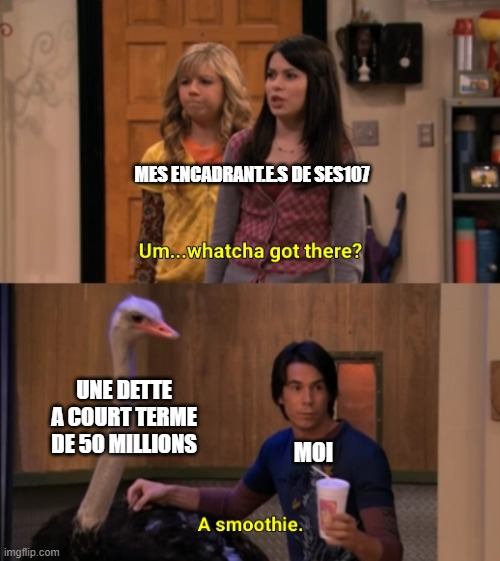 MES ENCADRANT.E.S DE SES107
Um...whatcha got there?
UNE DETTE
A COURT TERME
DE 50 MILLIONS
MOI
A smoothie.
imgflip.com